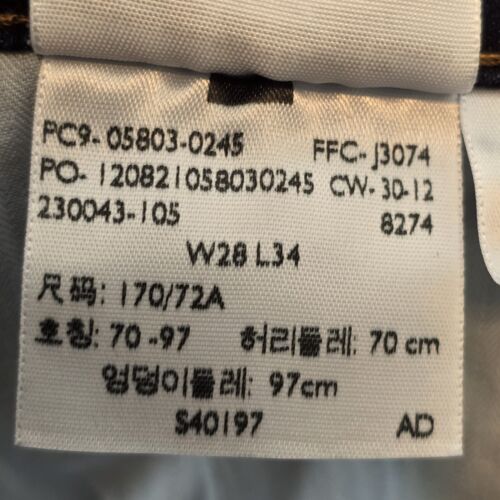 PC9-05803-0245 FFC-J3074
PO-120821058030245 CW-30-12
230043-105 8274
W28 L34
尺码: 170/72A
호칭: 70-97 허리둘레: 70 cm
엉덩이둘레: 97cm
S40197 AD